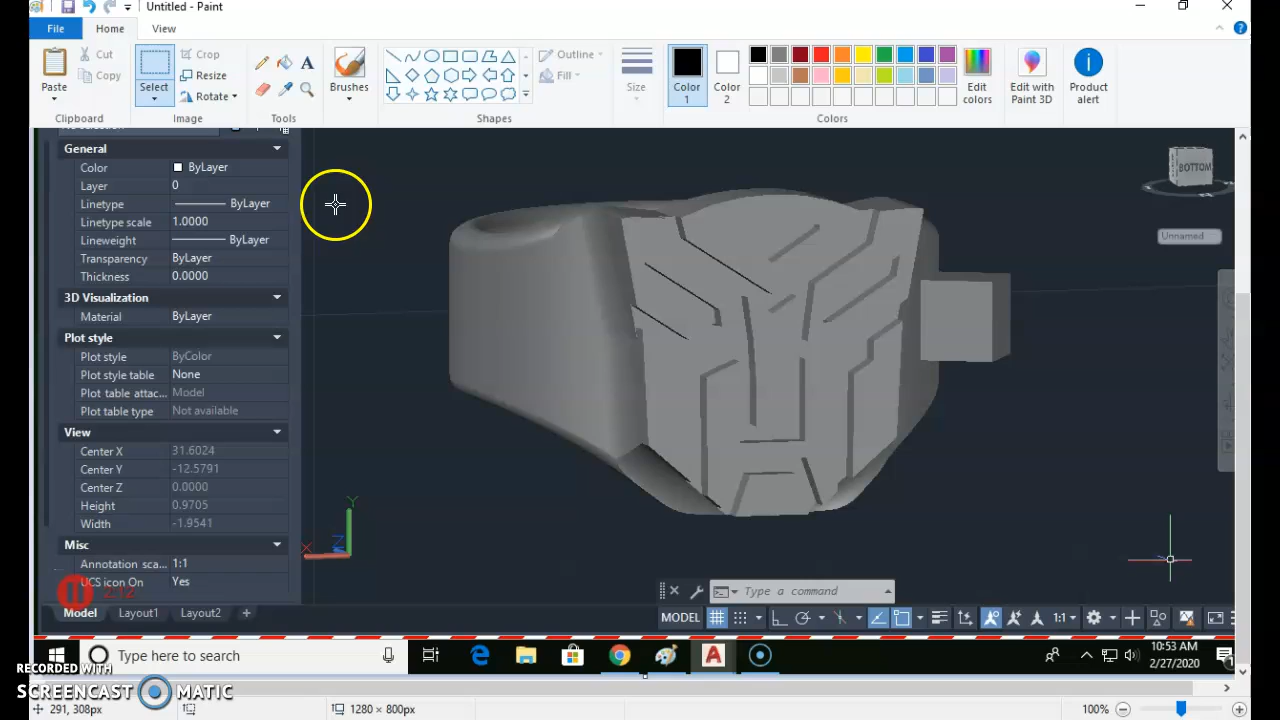 Untitled - Paint
File
Home
View
Paste
Cut
Copy
Clipboard
Select
Crop
Resize
Rotate
Image
Tools
Brushes
Shapes
Outline
Fill
Size
Color 1
Color 2
Edit colors
Colors
Edit with Paint 3D
Product alert
General
Color ByLayer
Layer 0
Linetype ByLayer
Linetype scale 1.0000
Lineweight ByLayer
Transparency ByLayer
Thickness 0.0000
3D Visualization
Material ByLayer
Plot style
Plot style ByColor
Plot style table None
Plot table attac... Model
Plot table type Not available
View
Center X 31.6024
Center Y -12.5791
Center Z 0.0000
Height 0.9705
Width -1.9541
Misc
Annotation sca... 1:1
UCS icon On Yes
2:12
BOTTOM
Unnamed
Y
X
Z
Type a command
Model Layout1 Layout2 +
MODEL 1:1
Type here to search
10:53 AM
2/27/2020
RECORDED WITH
SCREENCAST MATIC
291, 308px
1280 × 800px
100%